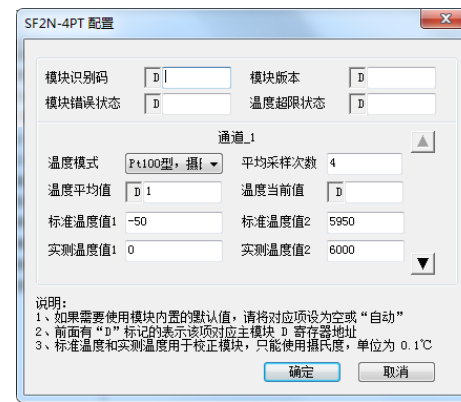 SF2N-4PT 配置
模块识别码 D 模块版本 D
模块错误状态 D 温度超限状态 D
通道_1
温度模式 Pt100型，摄 平均采样次数 4
温度平均值 D 1 温度当前值 D
标准温度值1 -50 标准温度值2 5950
实测温度值1 0 实测温度值2 6000
说明：
1、如果需要使用模块内置的默认值，请将对应项设为空或“自动”
2、前面有“D”标记的表示该项对应主模块 D 寄存器地址
3、标准温度和实测温度用于校正模块，只能使用摄氏度，单位为 0.1℃
确定 取消